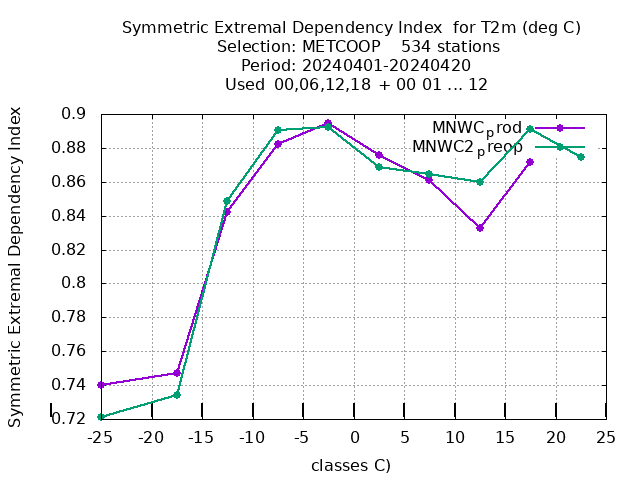 Symmetric Extremal Dependency Index  for T2m (deg C)
Selection: METCOOP    534 stations
Period: 20240401-20240420
Used  00,06,12,18 + 00 01 ... 12
Symmetric Extremal Dependency Index
0.9
0.88
0.86
0.84
0.82
0.8
0.78
0.76
0.74
0.72
MNWCprod
MNWC2preop
-25 -20 -15 -10 -5 0 5 10 15 20 25
classes C)